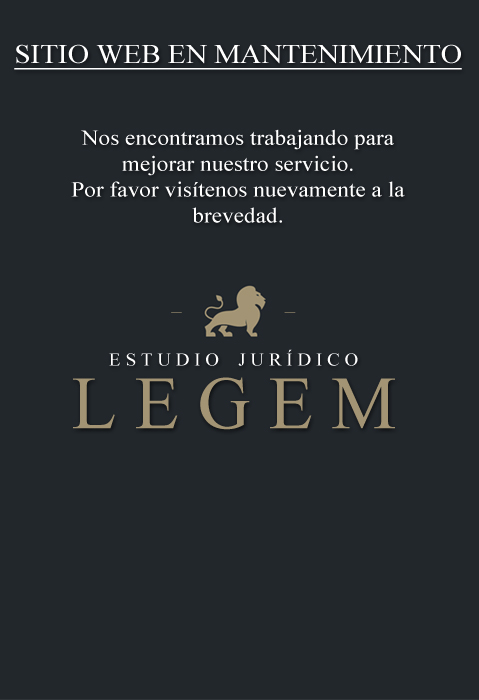 SITIO WEB EN MANTENIMIENTO
Nos encontramos trabajando para
mejorar nuestro servicio.
Por favor visítenos nuevamente a la
brevedad.
ESTUDIO JURÍDICO
LEGEM